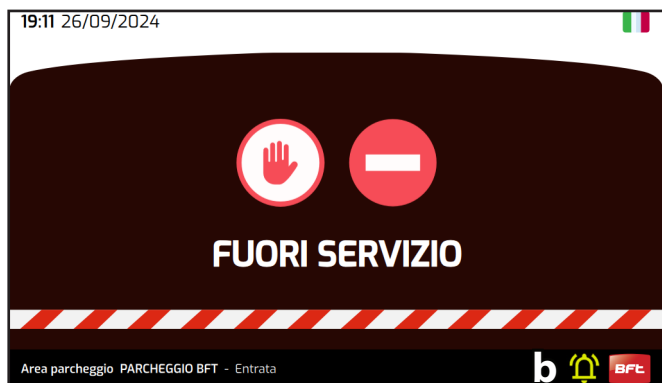 19:11 26/09/2024
FUORI SERVIZIO
Area parcheggio PARCHEGGIO BFT - Entrata
b
BFt